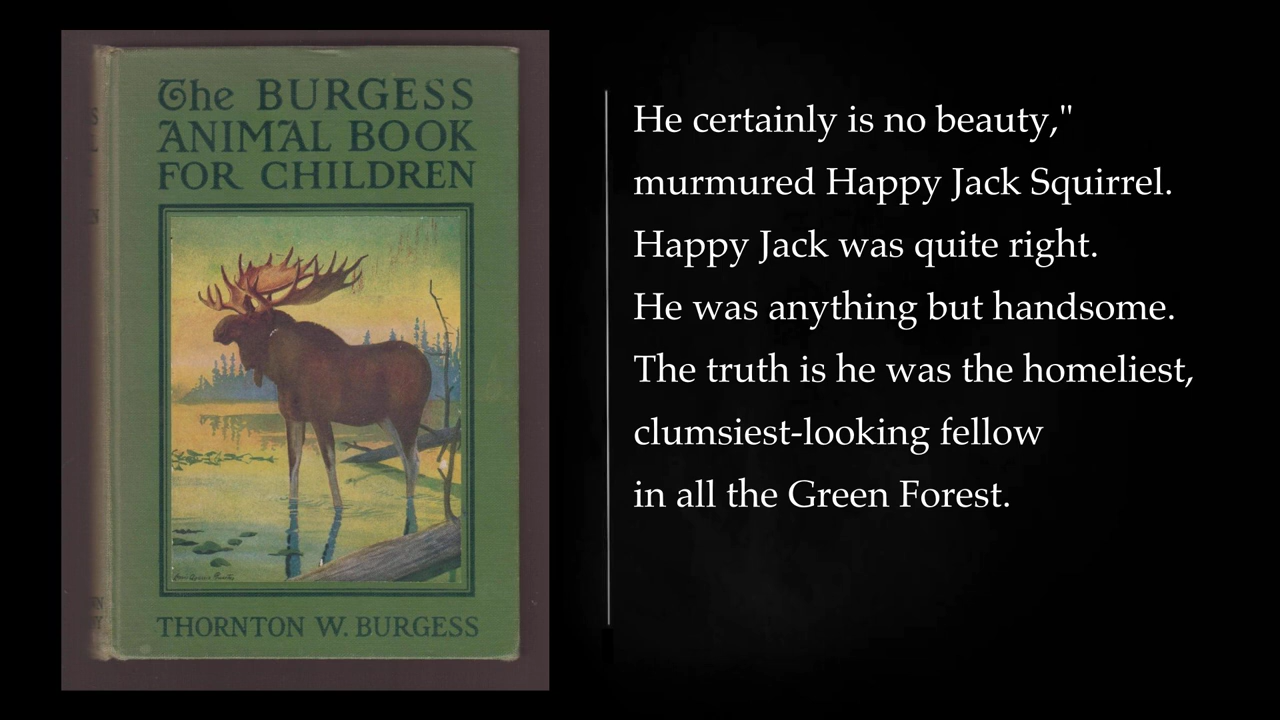 The BURGESS
ANIMAL BOOK
FOR CHILDREN
THORNTON W. BURGESS
He certainly is no beauty,"
murmured Happy Jack Squirrel.
Happy Jack was quite right.
He was anything but handsome.
The truth is he was the homeliest,
clumsiest-looking fellow
in all the Green Forest.